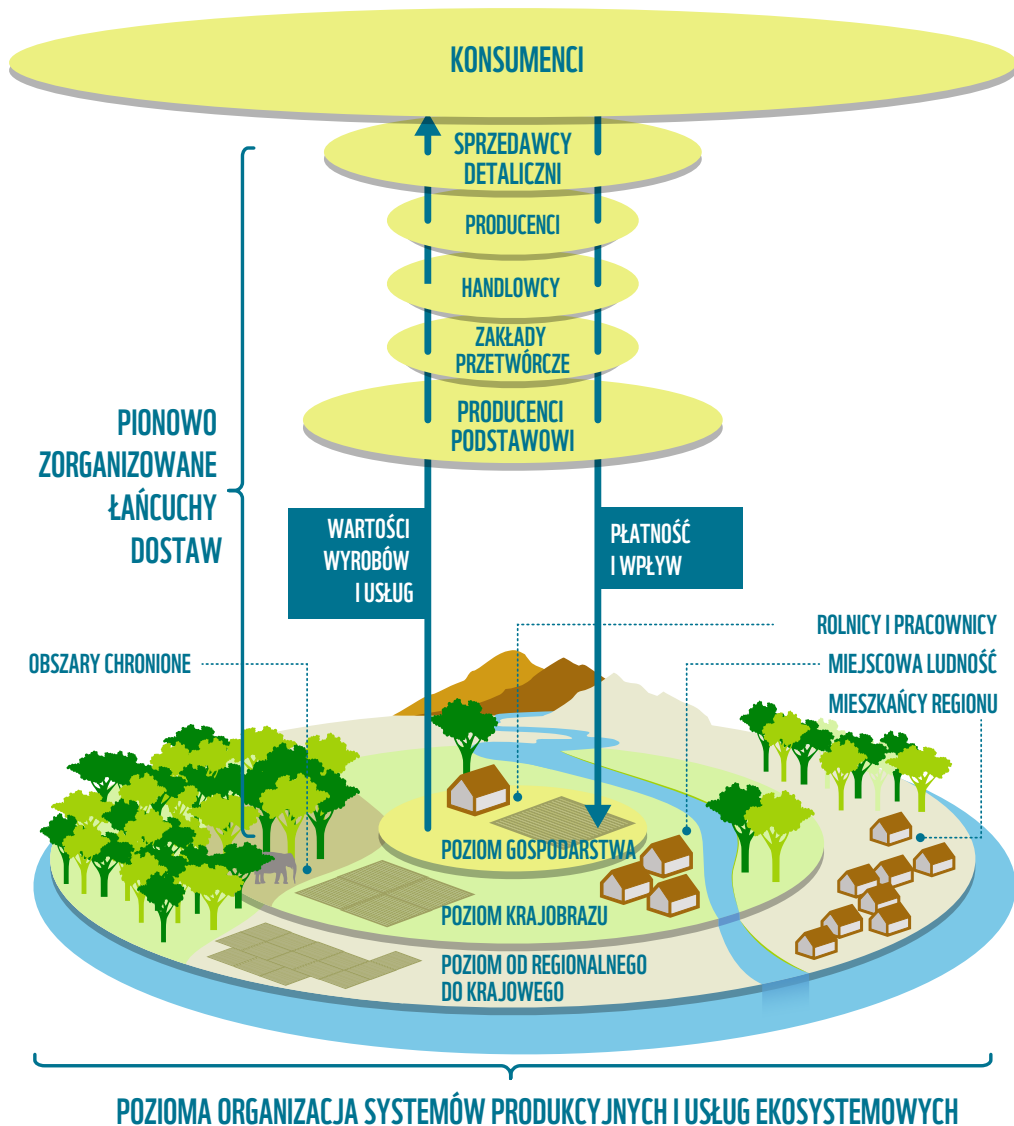 KONSUMENCI
SPRZEDAWCY
DETALICZNI
PRODUCENCI
HANDLOWCY
ZAKŁADY
PRZETWÓRCZE
PRODUCENCI
PODSTAWOWI
PIONOWO
ZORGANIZOWANE
ŁAŃCUCHY
DOSTAW
WARTOŚCI
WYROBÓW
I USŁUG
PŁATNOŚĆ
I WPŁYW
ROLNICY I PRACOWNICY
OBSZARY CHRONIONE
MIEJSCOWA LUDNOŚĆ
MIESZKAŃCY REGIONU
POZIOM GOSPODARSTWA
POZIOM KRAJOBRAZU
POZIOM OD REGIONALNEGO
DO KRAJOWEGO
POZIOMA ORGANIZACJA SYSTEMÓW PRODUKCYJNYCH I USŁUG EKOSYSTEMOWYCH